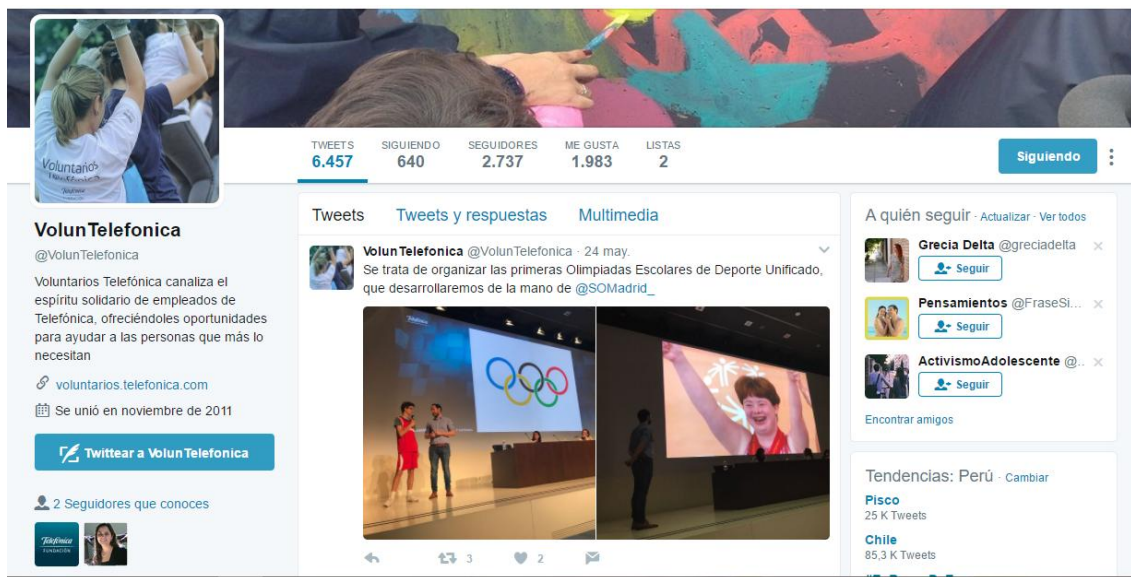 Voluntarios
Telefónica
TWEETS
6.457
SIGUIENDO
640
SEGUIDORES
2.737
ME GUSTA
1.983
LISTAS
2
Siguiendo
VolunTelefonica
@VolunTelefonica
Voluntarios Telefónica canaliza el
espíritu solidario de empleados de
Telefónica, ofreciéndoles oportunidades
para ayudar a las personas que más lo
necesitan
voluntarios.telefonica.com
Se unió en noviembre de 2011
Twittear a VolunTelefonica
2 Seguidores que conoces
Telefónica
FUNDACIÓN
Tweets Tweets y respuestas Multimedia
VolunTelefonica @VolunTelefonica · 24 may.
Se trata de organizar las primeras Olimpiadas Escolares de Deporte Unificado,
que desarrollaremos de la mano de @SOMadrid_
Telefónica
3
2
A quién seguir · Actualizar · Ver todos
Grecia Delta @greciadelta
Seguir
Pensamientos @FraseSi...
Seguir
ActivismoAdolescente @..
Seguir
Encontrar amigos
Tendencias: Perú · Cambiar
Pisco
25 K Tweets
Chile
85,3 K Tweets